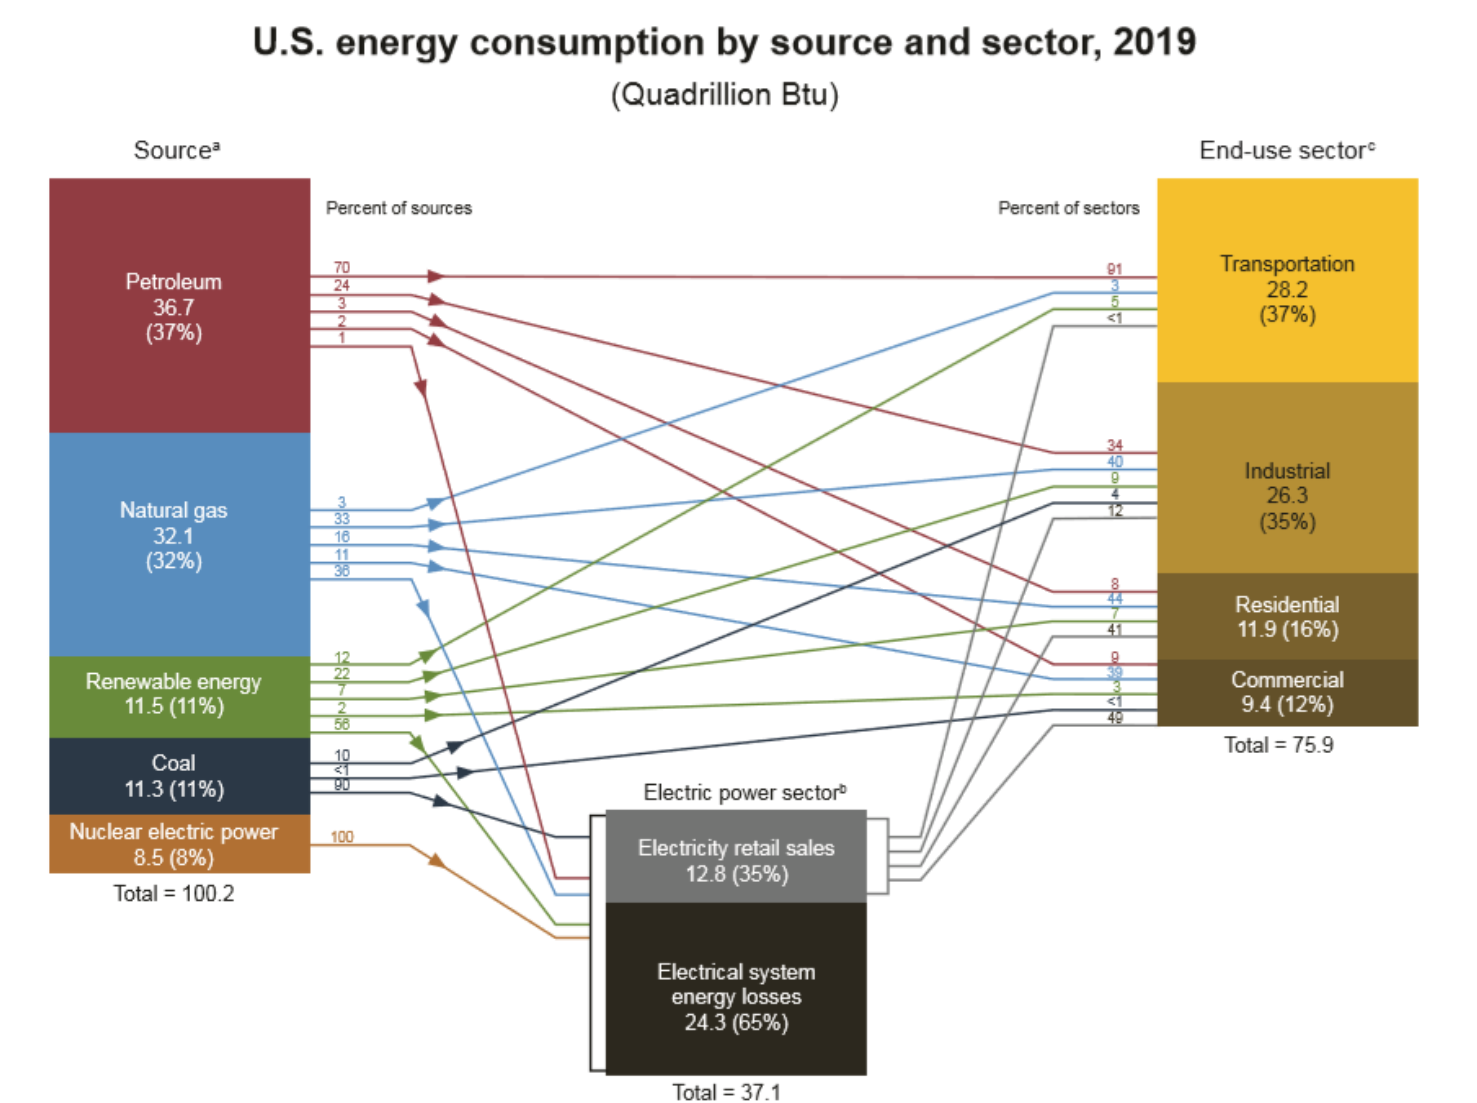 U.S. energy consumption by source and sector, 2019
(Quadrillion Btu)
Sourceᵃ
End-use sectorᶜ
Percent of sources
Percent of sectors
Petroleum
36.7
(37%)
70
24
3
2
1
Natural gas
32.1
(32%)
3
33
16
11
36
Renewable energy
11.5 (11%)
12
22
7
2
56
Coal
11.3 (11%)
10
<1
90
Nuclear electric power
8.5 (8%)
100
Total = 100.2
Electric power sectorᵇ
Electricity retail sales
12.8 (35%)
Electrical system
energy losses
24.3 (65%)
Total = 37.1
91
3
5
<1
Transportation
28.2
(37%)
34
40
9
4
12
Industrial
26.3
(35%)
8
44
7
41
Residential
11.9 (16%)
9
39
3
<1
49
Commercial
9.4 (12%)
Total = 75.9